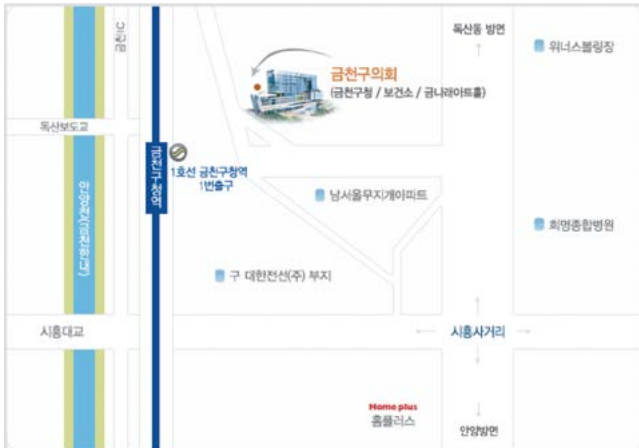 독산동 방면
위너스볼링장
금천구의회
(금천구청 / 보건소 / 금나래아트홀)
독산보도교
금천구청역
1호선 금천구청역
1번출구
안양천(금천한내)
남서울무지개아파트
희명종합병원
구 대한전선(주) 부지
시흥대교
시흥사거리
Home plus
홈플러스
안양방면